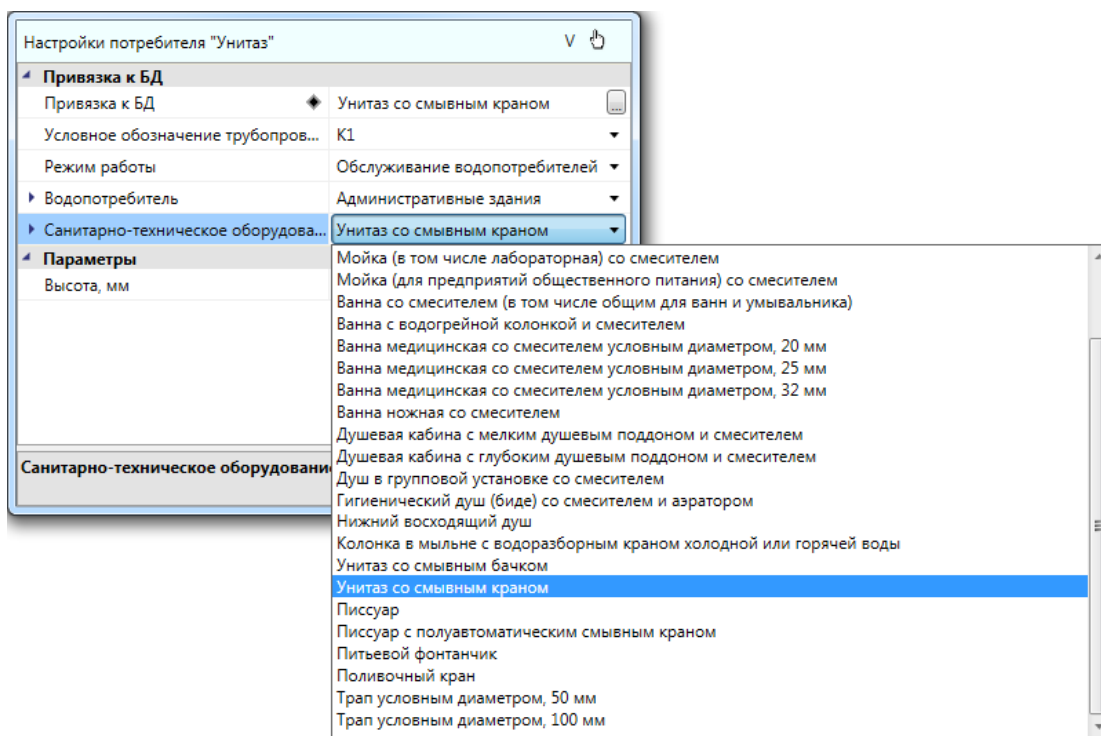 Настройки потребителя "Унитаз" V
Привязка к БД
Привязка к БД Унитаз со смывным краном ...
Условное обозначение трубопров... К1
Режим работы Обслуживание водопотребителей
Водопотребитель Административные здания
Санитарно-техническое оборудова... Унитаз со смывным краном
Параметры
Высота, мм
Санитарно-техническое оборудование
Мойка (в том числе лабораторная) со смесителем
Мойка (для предприятий общественного питания) со смесителем
Ванна со смесителем (в том числе общим для ванн и умывальника)
Ванна с водогрейной колонкой и смесителем
Ванна медицинская со смесителем условным диаметром, 20 мм
Ванна медицинская со смесителем условным диаметром, 25 мм
Ванна медицинская со смесителем условным диаметром, 32 мм
Ванна ножная со смесителем
Душевая кабина с мелким душевым поддоном и смесителем
Душевая кабина с глубоким душевым поддоном и смесителем
Душ в групповой установке со смесителем
Гигиенический душ (биде) со смесителем и аэратором
Нижний восходящий душ
Колонка в мыльне с водоразборным краном холодной или горячей воды
Унитаз со смывным бачком
Унитаз со смывным краном
Писсуар
Писсуар с полуавтоматическим смывным краном
Питьевой фонтанчик
Поливочный кран
Трап условным диаметром, 50 мм
Трап условным диаметром, 100 мм